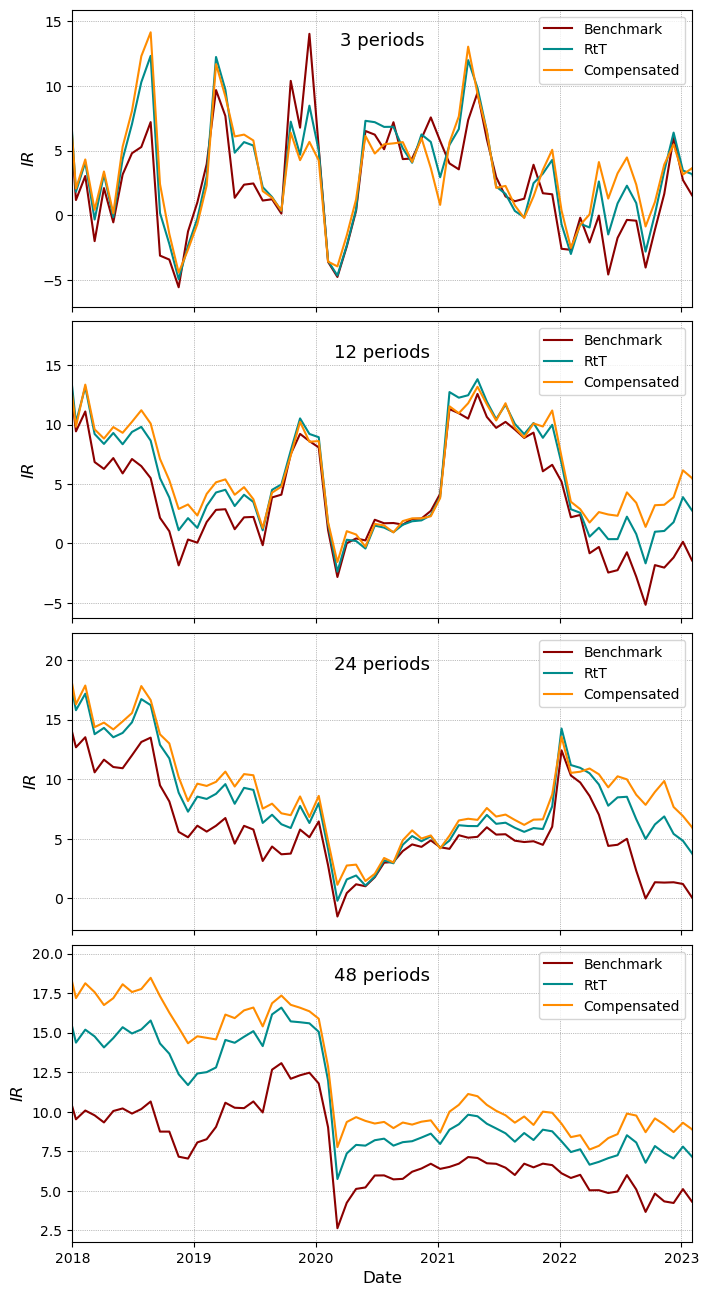 3 periods
Benchmark
RtT
Compensated
15
10
5
0
−5
IR
12 periods
Benchmark
RtT
Compensated
15
10
5
0
−5
IR
24 periods
Benchmark
RtT
Compensated
20
15
10
5
0
IR
48 periods
Benchmark
RtT
Compensated
20.0
17.5
15.0
12.5
10.0
7.5
5.0
2.5
IR
2018 2019 2020 2021 2022 2023
Date